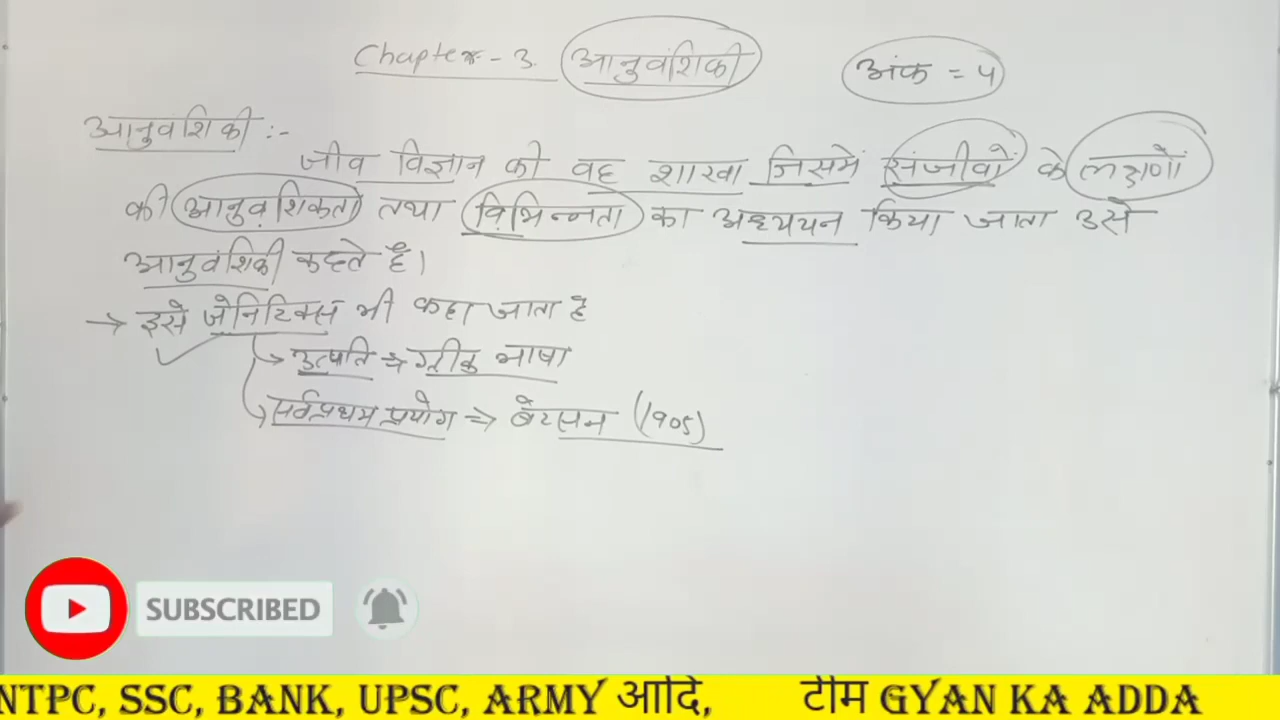 Chapter - 3. आनुवंशिकी अंक = 4
आनुवशिकी :-
जीव विज्ञान की वह शाखा जिसमें संजीवों के लक्षणों
की आनुवशिकता तथा विभिन्नता का अध्ययन किया जाता उसे
आनुवंशिकी कहते है।
→ इसे जेनिटिक्स भी कहा जाता है
↳ उत्पति ⇒ ग्रीक भाषा
↳ सर्वप्रथम प्रयोग ⇒ बेटसन (1905)
SUBSCRIBED
NTPC, SSC, BANK, UPSC, ARMY आदि, टीम GYAN KA ADDA